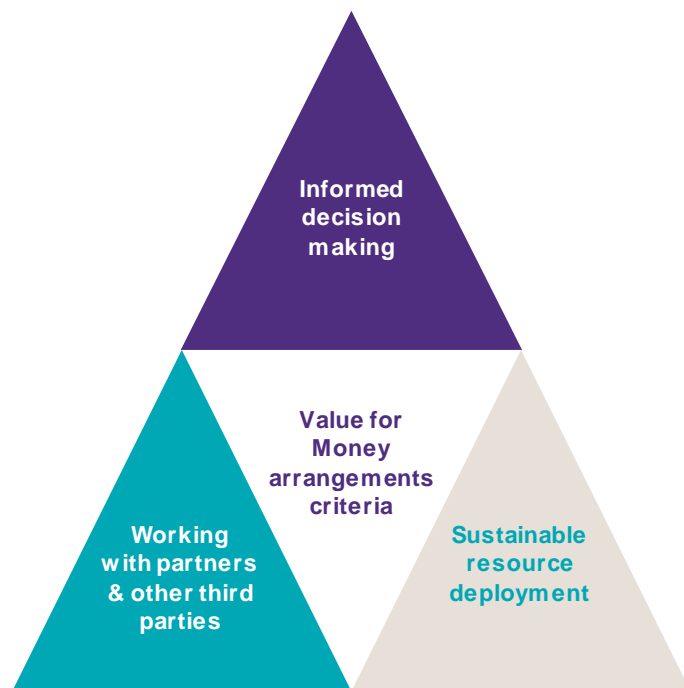 Informed
decision
making
Value for
Money
arrangements
criteria
Working
with partners
& other third
parties
Sustainable
resource
deployment